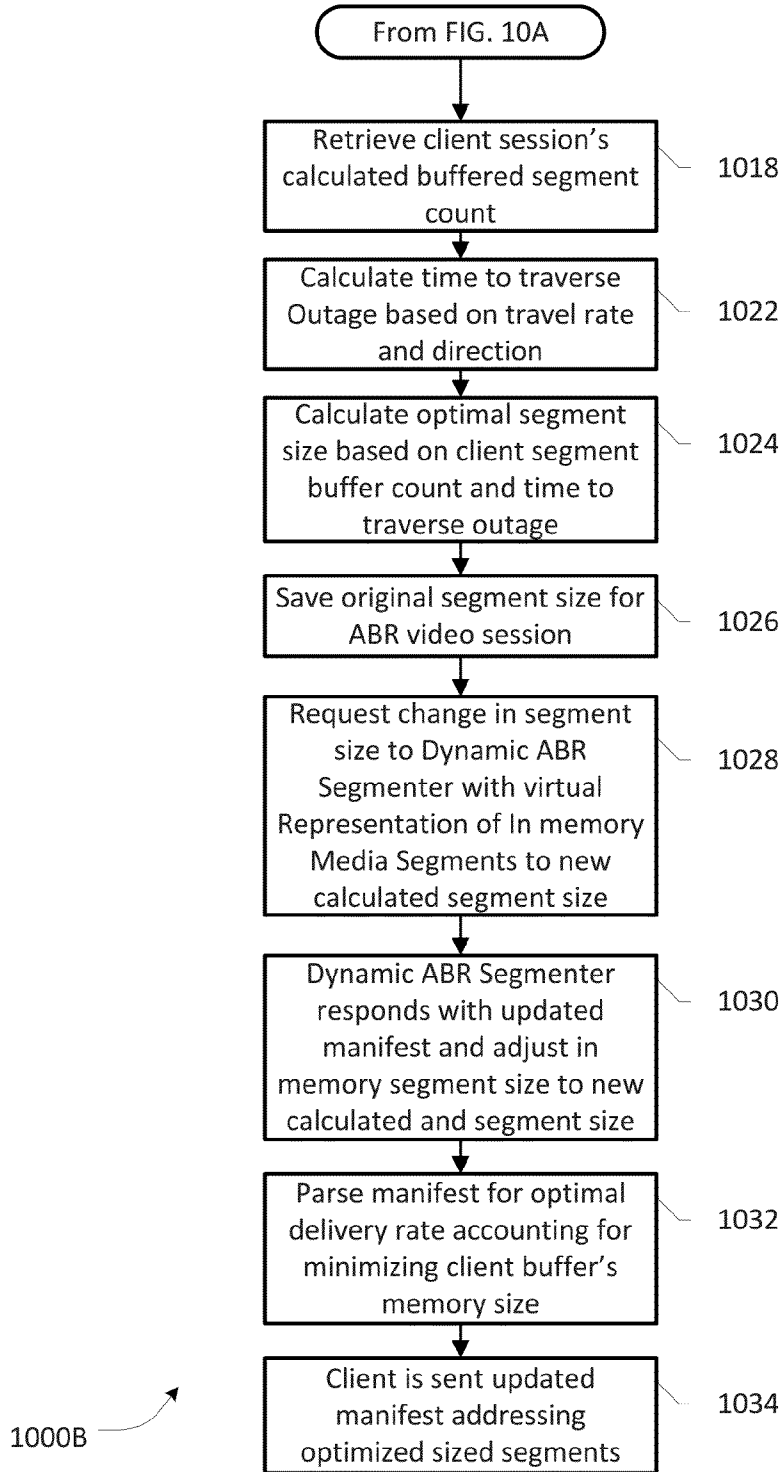 From FIG. 10A
Retrieve client session's
calculated buffered segment
count
1018
Calculate time to traverse
Outage based on travel rate
and direction
1022
Calculate optimal segment
size based on client segment
buffer count and time to
traverse outage
1024
Save original segment size for
ABR video session
1026
Request change in segment
size to Dynamic ABR
Segmenter with virtual
Representation of In memory
Media Segments to new
calculated segment size
1028
Dynamic ABR Segmenter
responds with updated
manifest and adjust in
memory segment size to new
calculated and segment size
1030
Parse manifest for optimal
delivery rate accounting for
minimizing client buffer's
memory size
1032
Client is sent updated
manifest addressing
optimized sized segments
1034
1000B